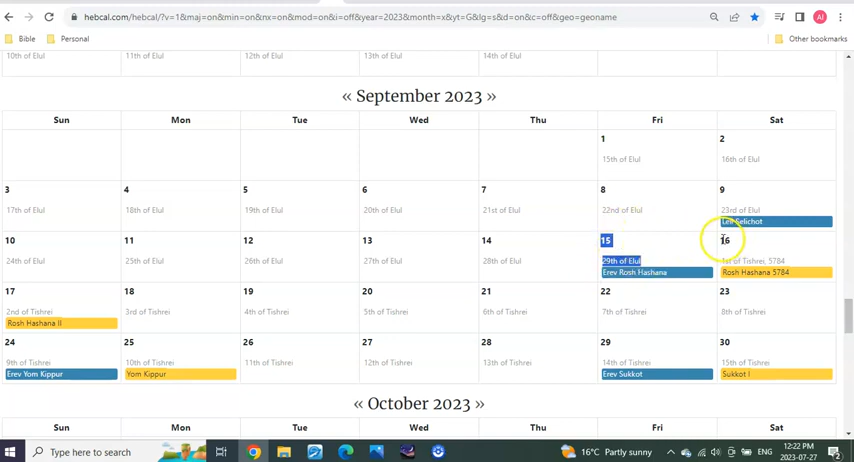 hebcal.com/hebcal/?v=1&maj=on&min=on&nx=on&mod=on&i=off&year=2023&month=x&yt=G&lg=s&d=on&c=off&geo=geoname
AI
Bible Personal Other bookmarks
10th of Elul 11th of Elul 12th of Elul 13th of Elul 14th of Elul
« September 2023 »
Sun Mon Tue Wed Thu Fri Sat
1 2
15th of Elul 16th of Elul
3 4 5 6 7 8 9
17th of Elul 18th of Elul 19th of Elul 20th of Elul 21st of Elul 22nd of Elul 23rd of Elul
Leil Selichot
10 11 12 13 14 15 16
24th of Elul 25th of Elul 26th of Elul 27th of Elul 28th of Elul 29th of Elul 1st of Tishrei, 5784
Erev Rosh Hashana Rosh Hashana 5784
17 18 19 20 21 22 23
2nd of Tishrei 3rd of Tishrei 4th of Tishrei 5th of Tishrei 6th of Tishrei 7th of Tishrei 8th of Tishrei
Rosh Hashana II
24 25 26 27 28 29 30
9th of Tishrei 10th of Tishrei 11th of Tishrei 12th of Tishrei 13th of Tishrei 14th of Tishrei 15th of Tishrei
Erev Yom Kippur Yom Kippur Erev Sukkot Sukkot I
« October 2023 »
Sun Mon Tue Wed Thu Fri Sat
Type here to search 16°C Partly sunny ENG 12:22 PM
2023-07-27
2